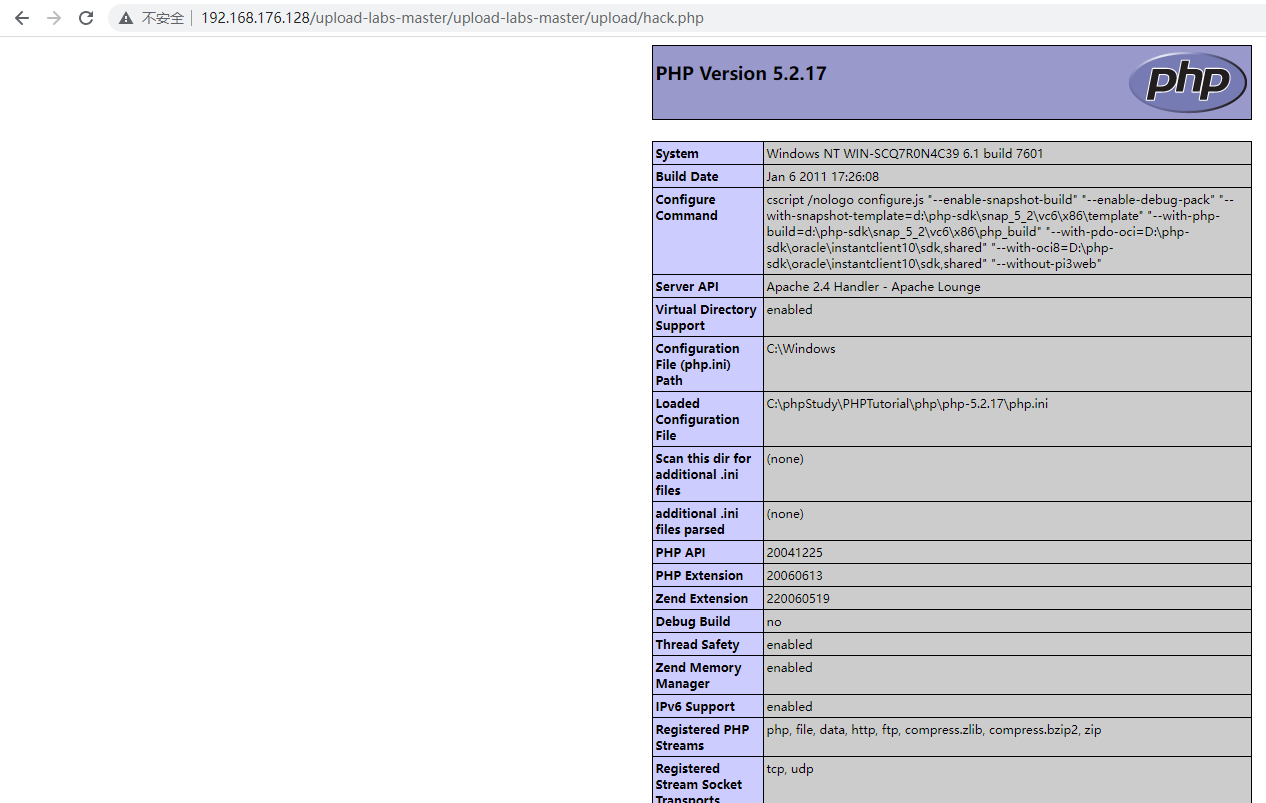 不安全 192.168.176.128/upload-labs-master/upload-labs-master/upload/hack.php
PHP Version 5.2.17
php
System Windows NT WIN-SCQ7R0N4C39 6.1 build 7601
Build Date Jan 6 2011 17:26:08
Configure Command cscript /nologo configure.js "--enable-snapshot-build" "--enable-debug-pack" "--
with-snapshot-template=d:\php-sdk\snap_5_2\vc6\x86\template" "--with-php-
build=d:\php-sdk\snap_5_2\vc6\x86\php_build" "--with-pdo-oci=D:\php-
sdk\oracle\instantclient10\sdk,shared" "--with-oci8=D:\php-
sdk\oracle\instantclient10\sdk,shared" "--without-pi3web"
Server API Apache 2.4 Handler - Apache Lounge
Virtual Directory
Support enabled
Configuration
File (php.ini)
Path C:\Windows
Loaded
Configuration
File C:\phpStudy\PHPTutorial\php\php-5.2.17\php.ini
Scan this dir for
additional .ini
files (none)
additional .ini
files parsed (none)
PHP API 20041225
PHP Extension 20060613
Zend Extension 220060519
Debug Build no
Thread Safety enabled
Zend Memory
Manager enabled
IPv6 Support enabled
Registered PHP
Streams php, file, data, http, ftp, compress.zlib, compress.bzip2, zip
Registered
Stream Socket
Transports tcp, udp